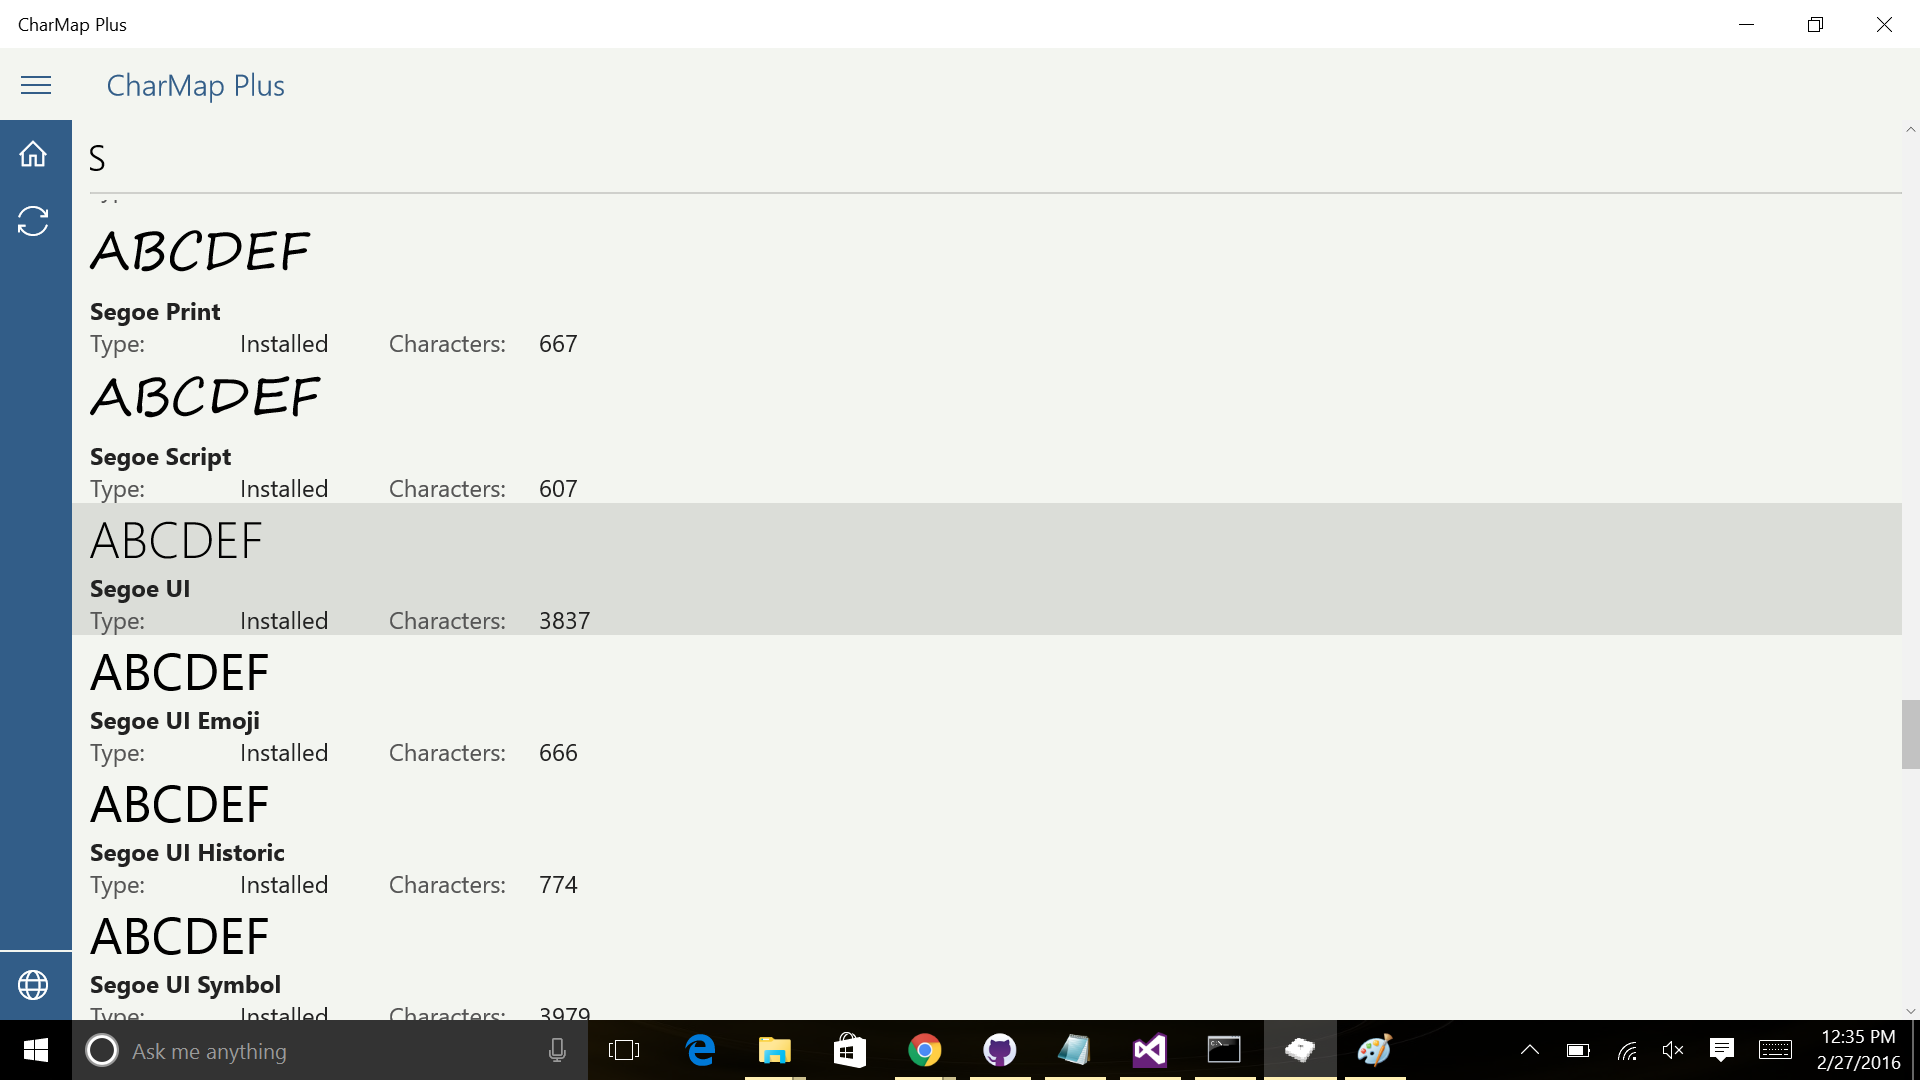 CharMap Plus
CharMap Plus
S
ABCDEF
Segoe Print
Type: Installed Characters: 667
ABCDEF
Segoe Script
Type: Installed Characters: 607
ABCDEF
Segoe UI
Type: Installed Characters: 3837
ABCDEF
Segoe UI Emoji
Type: Installed Characters: 666
ABCDEF
Segoe UI Historic
Type: Installed Characters: 774
ABCDEF
Segoe UI Symbol
Type: Installed Characters: 3979
Ask me anything
12:35 PM
2/27/2016